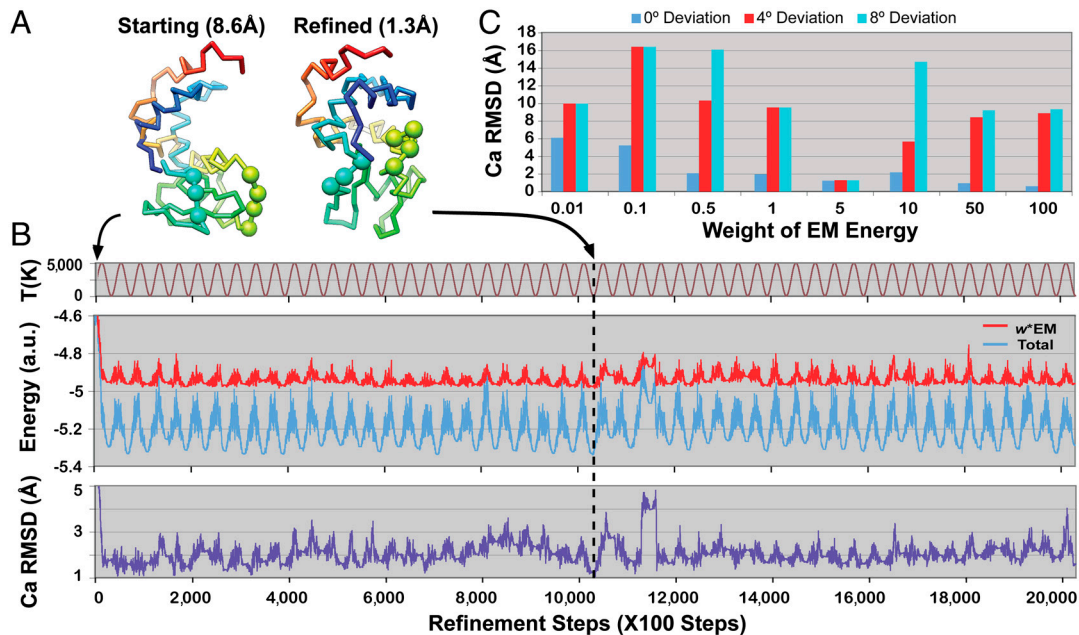 A
Starting (8.6Å)
Refined (1.3Å)
C
0º Deviation
4º Deviation
8º Deviation
Ca RMSD (Å)
18
16
14
12
10
8
6
4
2
0
0.01 0.1 0.5 1 5 10 50 100
Weight of EM Energy
B
T(K)
5,000
0
Energy (a.u.)
-4.6
-4.8
-5
-5.2
-5.4
w*EM
Total
Ca RMSD (Å)
5
3
1
0 2,000 4,000 6,000 8,000 10,000 12,000 14,000 16,000 18,000 20,000
Refinement Steps (X100 Steps)